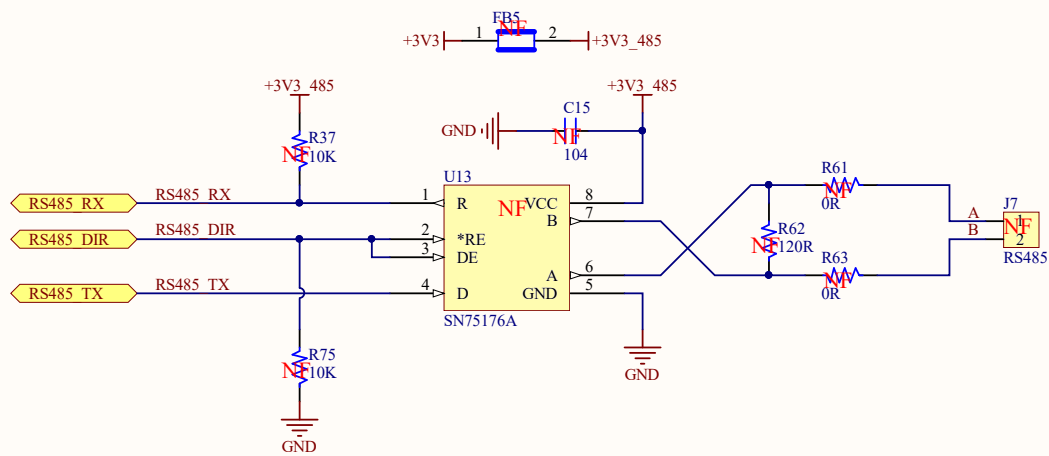 FB5
NF
+3V3
1
2
+3V3_485
+3V3_485
+3V3_485
R37
NF
10K
GND
C15
NF
104
U13
RS485_RX
RS485_RX
1
R
NF
VCC
8
RS485_DIR
RS485_DIR
2
*RE
B
7
3
DE
A
6
RS485_TX
RS485_TX
4
D
GND
5
SN75176A
R61
NF
0R
R62
NF
120R
R63
NF
0R
J7
A
1
NF
B
2
RS485
R75
NF
10K
GND
GND